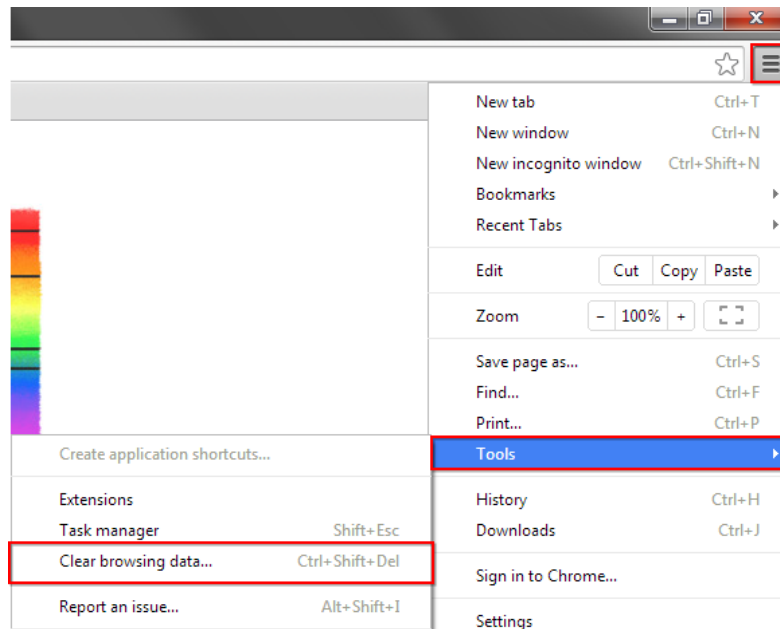 New tab Ctrl+T
New window Ctrl+N
New incognito window Ctrl+Shift+N
Bookmarks
Recent Tabs
Edit Cut Copy Paste
Zoom - 100% +
Save page as... Ctrl+S
Find... Ctrl+F
Print... Ctrl+P
Tools
History Ctrl+H
Downloads Ctrl+J
Sign in to Chrome...
Settings
Create application shortcuts...
Extensions
Task manager Shift+Esc
Clear browsing data... Ctrl+Shift+Del
Report an issue... Alt+Shift+I